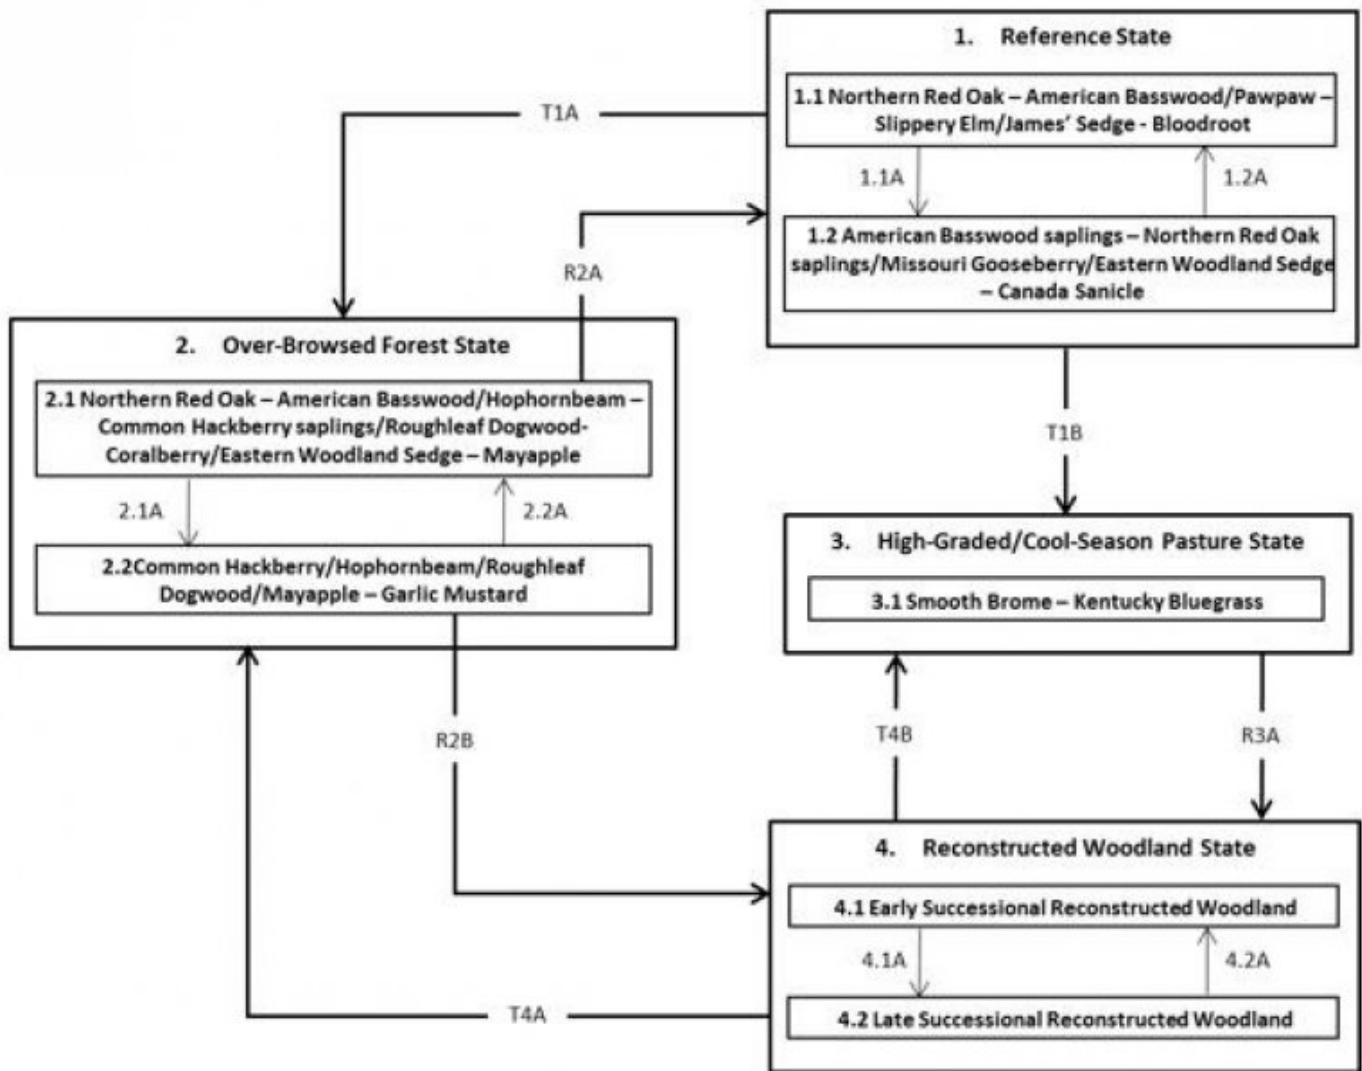 1. Reference State
1.1 Northern Red Oak – American Basswood/Pawpaw –
Slippery Elm/James' Sedge - Bloodroot
1.1A
1.2A
1.2 American Basswood saplings – Northern Red Oak
saplings/Missouri Gooseberry/Eastern Woodland Sedge
– Canada Sanicle
T1A
R2A
T1B
2. Over-Browsed Forest State
2.1 Northern Red Oak – American Basswood/Hophornbeam –
Common Hackberry saplings/Roughleaf Dogwood-
Coralberry/Eastern Woodland Sedge – Mayapple
2.1A
2.2A
2.2Common Hackberry/Hophornbeam/Roughleaf
Dogwood/Mayapple – Garlic Mustard
3. High-Graded/Cool-Season Pasture State
3.1 Smooth Brome – Kentucky Bluegrass
R2B
T4B
R3A
4. Reconstructed Woodland State
4.1 Early Successional Reconstructed Woodland
4.1A
4.2A
4.2 Late Successional Reconstructed Woodland
T4A